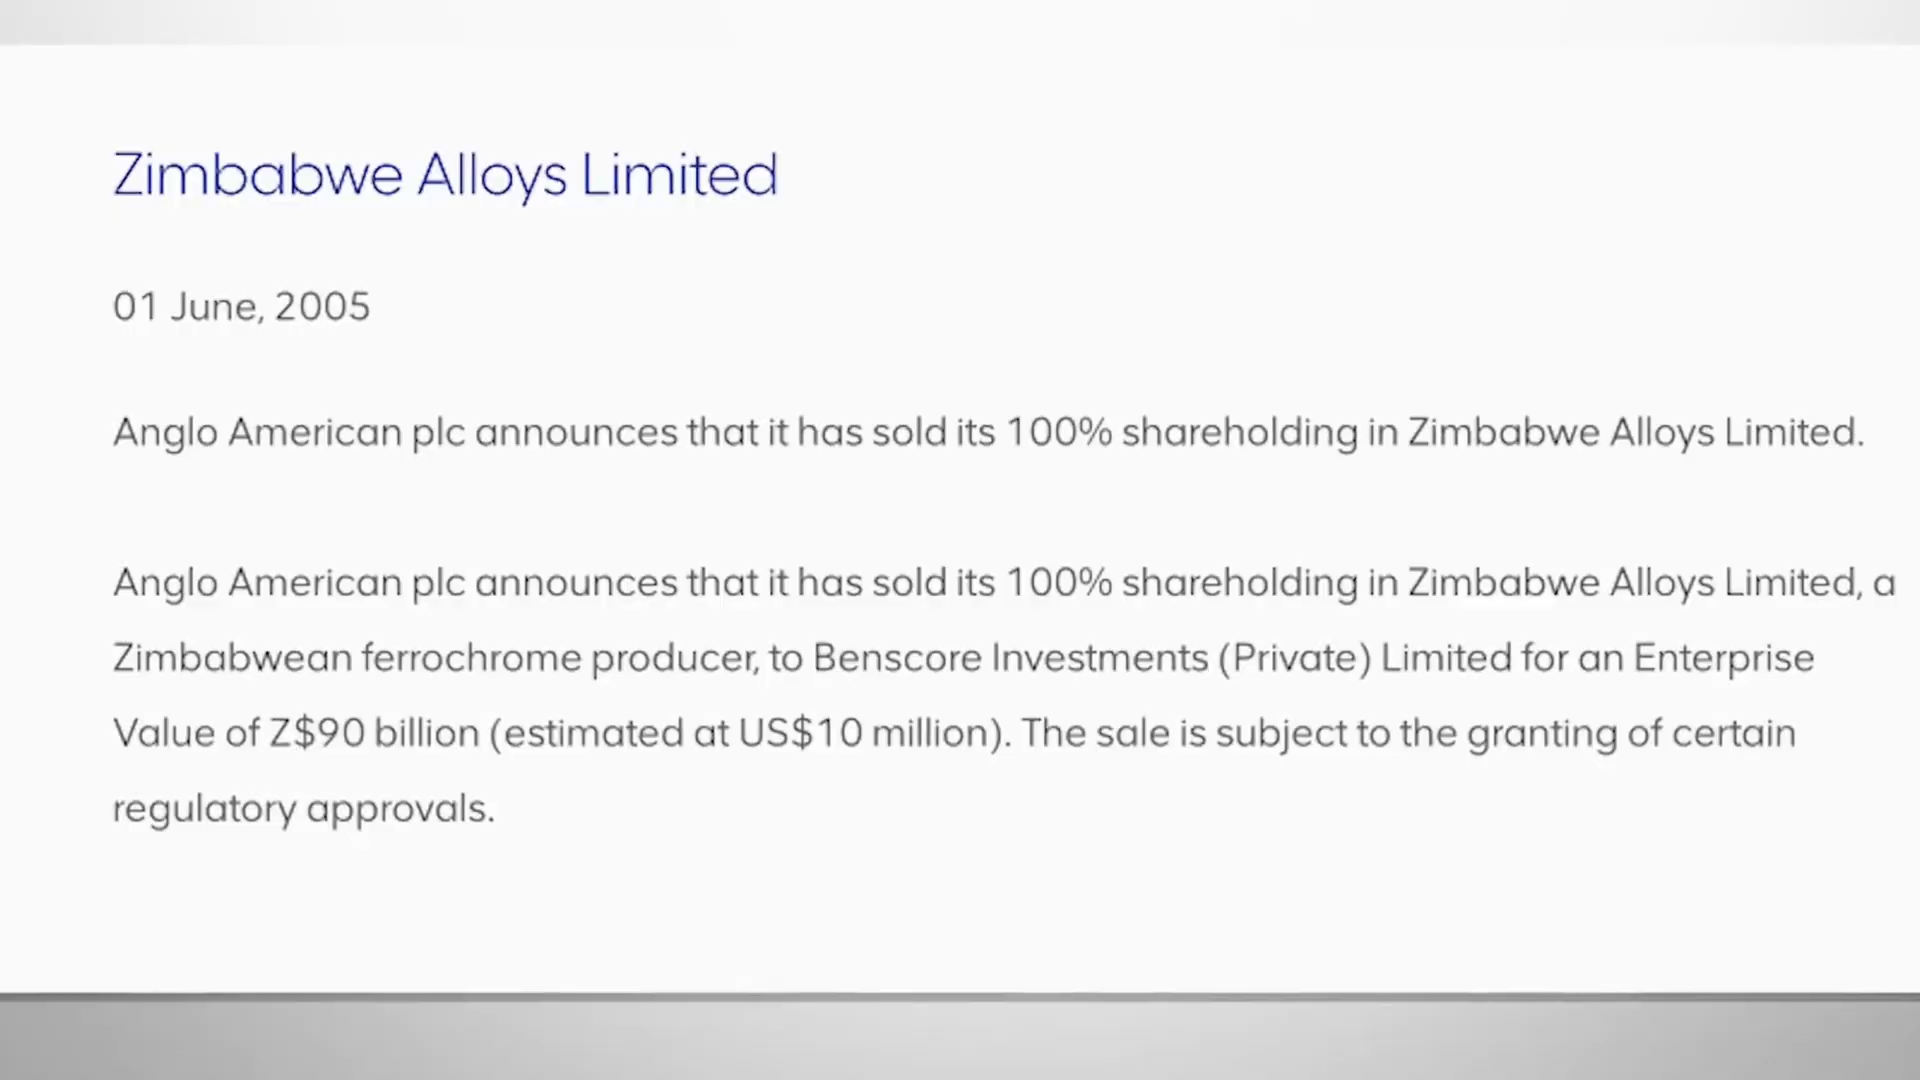 Zimbabwe Alloys Limited
01 June, 2005
Anglo American plc announces that it has sold its 100% shareholding in Zimbabwe Alloys Limited.
Anglo American plc announces that it has sold its 100% shareholding in Zimbabwe Alloys Limited, a
Zimbabwean ferrochrome producer, to Benscore Investments (Private) Limited for an Enterprise
Value of Z$90 billion (estimated at US$10 million). The sale is subject to the granting of certain
regulatory approvals.